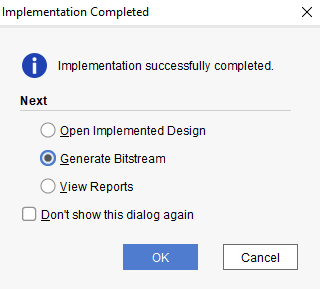 Implementation Completed
Implementation successfully completed.
Next
Open Implemented Design
Generate Bitstream
View Reports
Don't show this dialog again
OK
Cancel